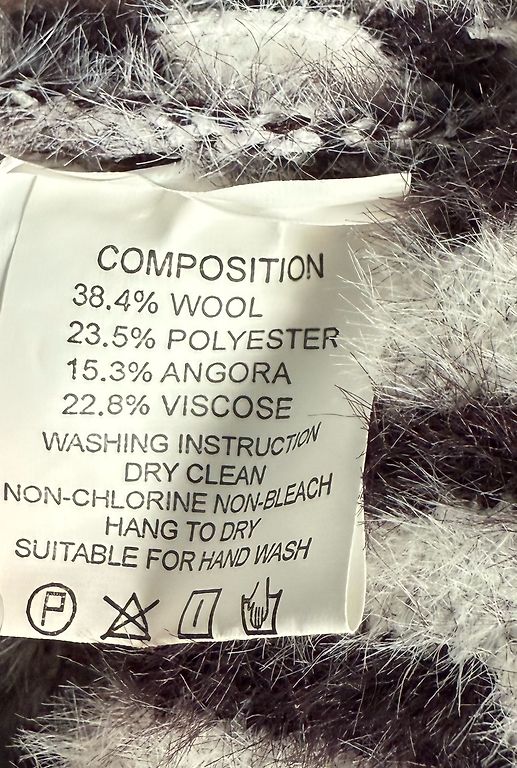 COMPOSITION
38.4% WOOL
23.5% POLYESTER
15.3% ANGORA
22.8% VISCOSE
WASHING INSTRUCTION
DRY CLEAN
NON-CHLORINE NON-BLEACH
HANG TO DRY
SUITABLE FOR HAND WASH
P